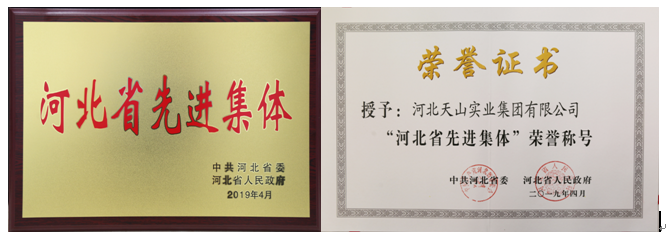 河北省先进集体
中共河北省委
河北省人民政府
2019年4月
荣誉证书
授予：河北天山实业集团有限公司
“河北省先进集体”荣誉称号
中共河北省委 河北省人民政府
二〇一九年四月